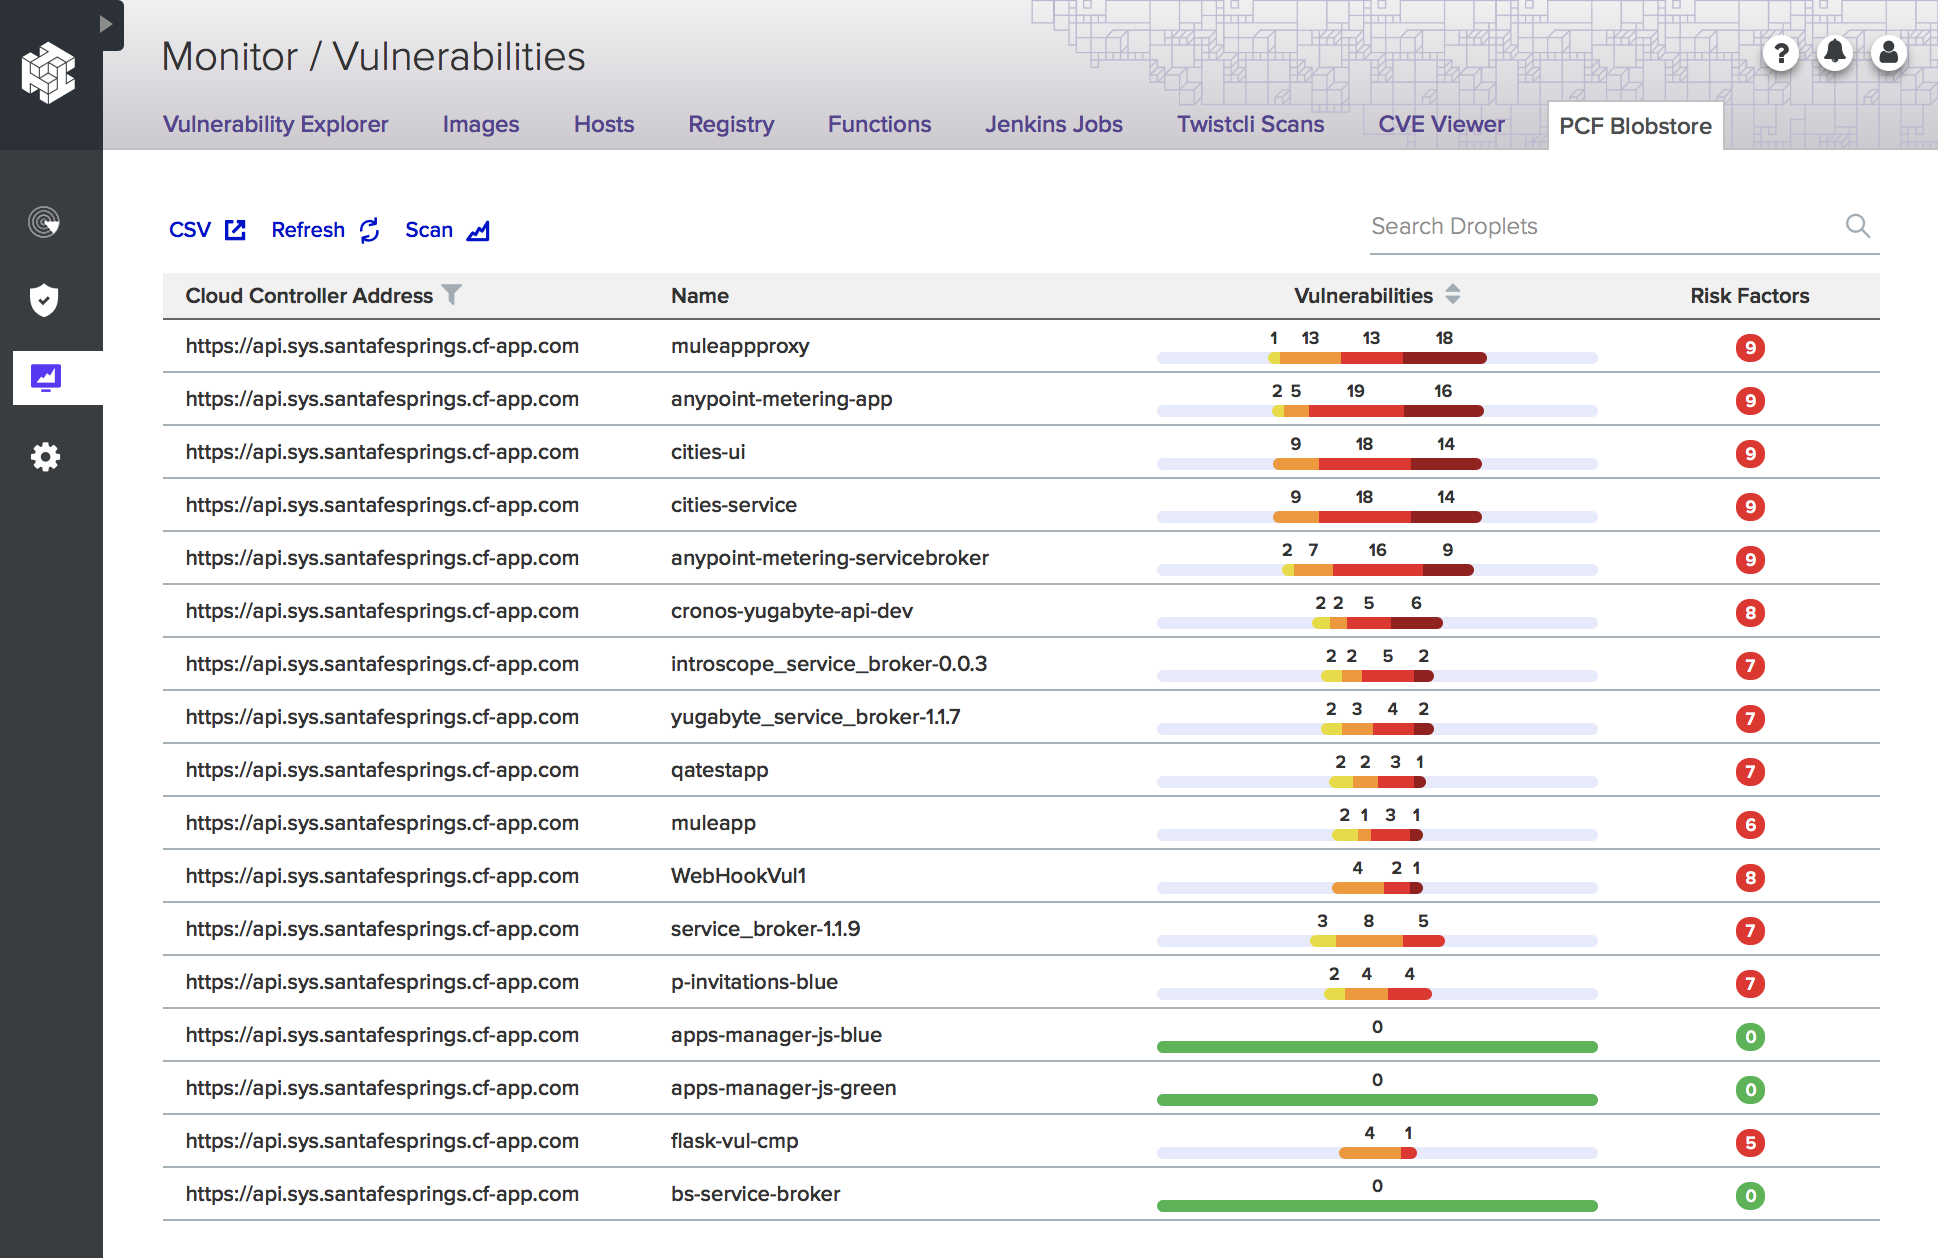 Monitor / Vulnerabilities
?
Vulnerability Explorer Images Hosts Registry Functions Jenkins Jobs Twistcli Scans CVE Viewer PCF Blobstore
CSV Refresh Scan Search Droplets
Cloud Controller Address Name Vulnerabilities Risk Factors
https://api.sys.santafesprings.cf-app.com muleappproxy 1 13 13 18 9
https://api.sys.santafesprings.cf-app.com anypoint-metering-app 2 5 19 16 9
https://api.sys.santafesprings.cf-app.com cities-ui 9 18 14 9
https://api.sys.santafesprings.cf-app.com cities-service 9 18 14 9
https://api.sys.santafesprings.cf-app.com anypoint-metering-servicebroker 2 7 16 9 9
https://api.sys.santafesprings.cf-app.com cronos-yugabyte-api-dev 2 2 5 6 8
https://api.sys.santafesprings.cf-app.com introscope_service_broker-0.0.3 2 2 5 2 7
https://api.sys.santafesprings.cf-app.com yugabyte_service_broker-1.1.7 2 3 4 2 7
https://api.sys.santafesprings.cf-app.com qatestapp 2 2 3 1 7
https://api.sys.santafesprings.cf-app.com muleapp 2 1 3 1 6
https://api.sys.santafesprings.cf-app.com WebHookVul1 4 2 1 8
https://api.sys.santafesprings.cf-app.com service_broker-1.1.9 3 8 5 7
https://api.sys.santafesprings.cf-app.com p-invitations-blue 2 4 4 7
https://api.sys.santafesprings.cf-app.com apps-manager-js-blue 0 0
https://api.sys.santafesprings.cf-app.com apps-manager-js-green 0 0
https://api.sys.santafesprings.cf-app.com flask-vul-cmp 4 1 5
https://api.sys.santafesprings.cf-app.com bs-service-broker 0 0